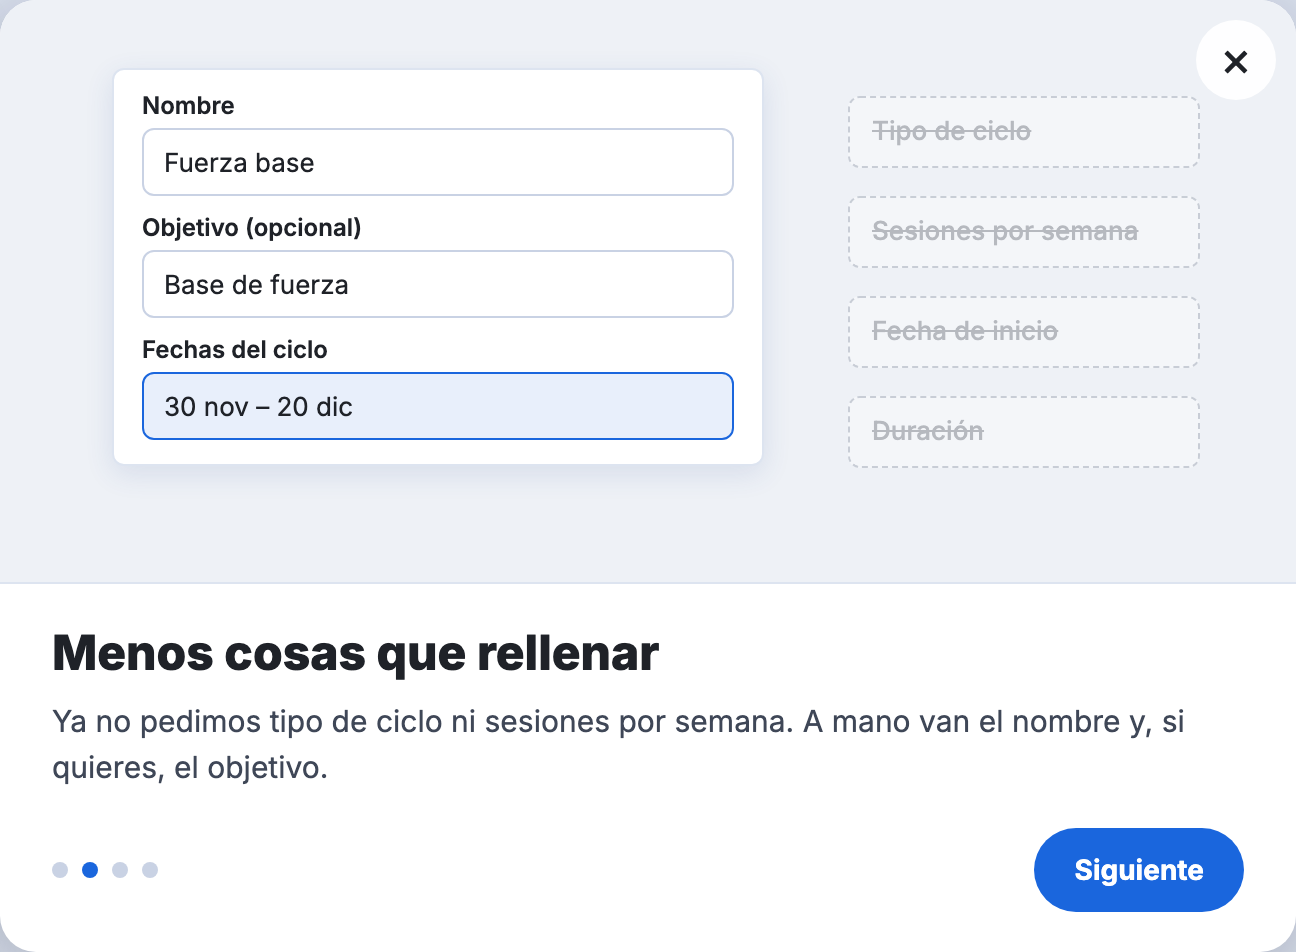 Nombre
Fuerza base
Objetivo (opcional)
Base de fuerza
Fechas del ciclo
30 nov – 20 dic
Tipo de ciclo
Sesiones por semana
Fecha de inicio
Duración
Menos cosas que rellenar
Ya no pedimos tipo de ciclo ni sesiones por semana. A mano van el nombre y, si
quieres, el objetivo.
Siguiente